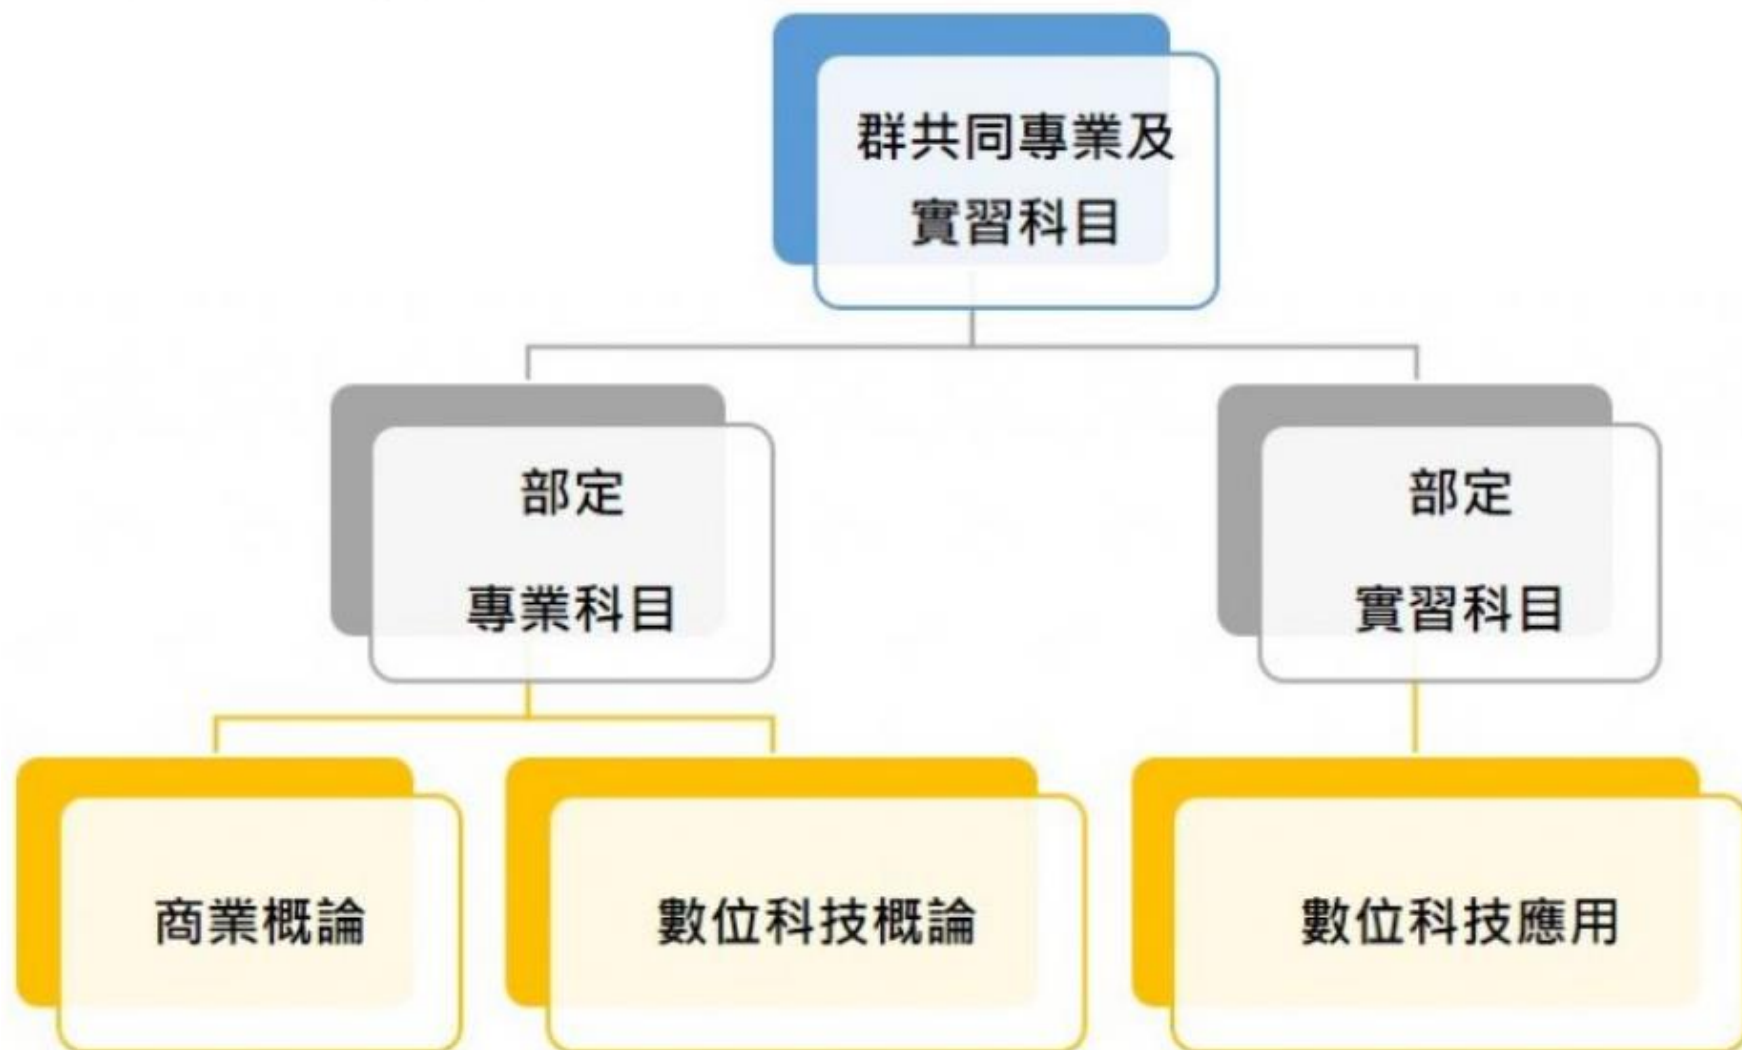 群共同專業及
實習科目
部定
專業科目
部定
實習科目
商業概論
數位科技概論
數位科技應用